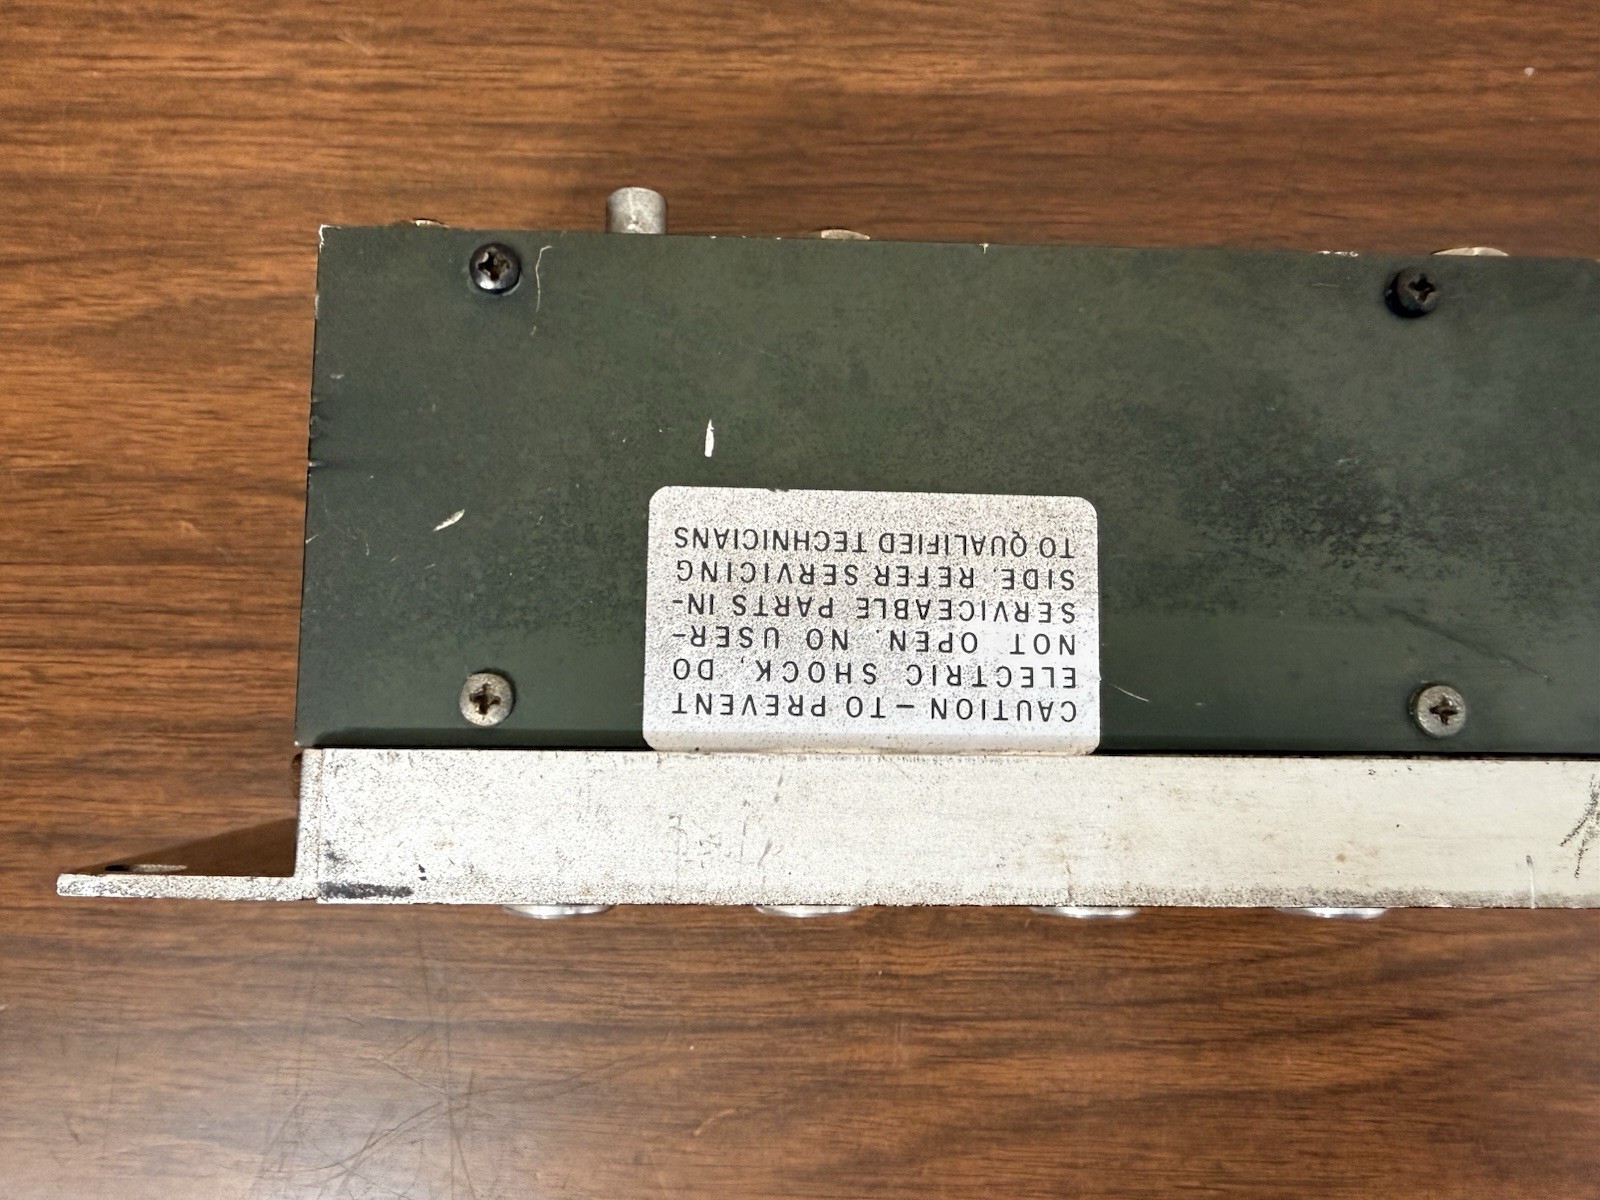 CAUTION – TO PREVENT
ELECTRIC SHOCK, DO
NOT OPEN. NO USER-
SERVICEABLE PARTS IN-
SIDE. REFER SERVICING
TO QUALIFIED TECHNICIANS